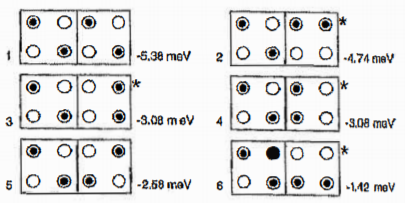 1 -5.38 meV
2 * -4.74 meV
3 * -3.08 meV
4 * -3.08 meV
5 -2.58 meV
6 * -1.42 meV